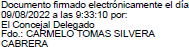 Documento firmado electrónicamente el día
09/08/2022 a las 9:33:10 por:
El Concejal Delegado
Fdo.: CARMELO TOMAS SILVERA
CABRERA